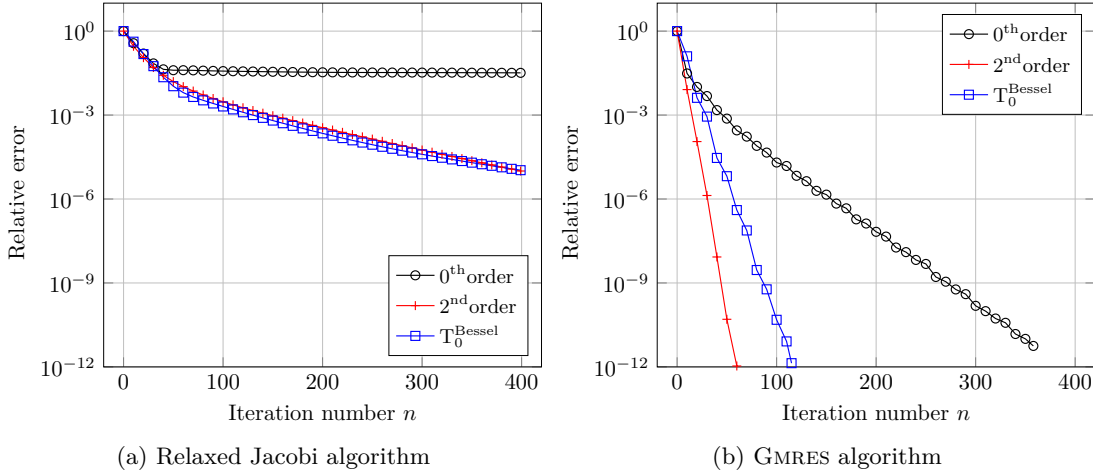 10^0
10^−3
10^−6
10^−9
10^−12
0
100
200
300
400
Relative error
Iteration number n
0^th order
2^nd order
T_0^Bessel
(a) Relaxed Jacobi algorithm
10^0
10^−3
10^−6
10^−9
10^−12
0
100
200
300
400
Relative error
Iteration number n
0^th order
2^nd order
T_0^Bessel
(b) GMRES algorithm